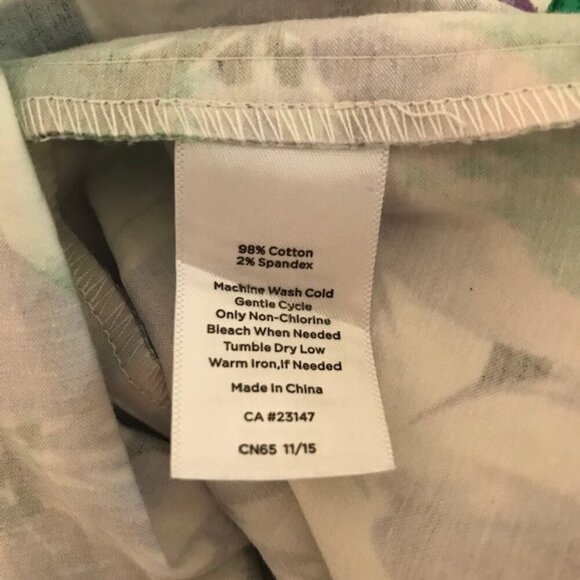 98% Cotton
2% Spandex
Machine Wash Cold
Gentle Cycle
Only Non-Chlorine
Bleach When Needed
Tumble Dry Low
Warm Iron,If Needed
Made in China
CA #23147
CN65 11/15